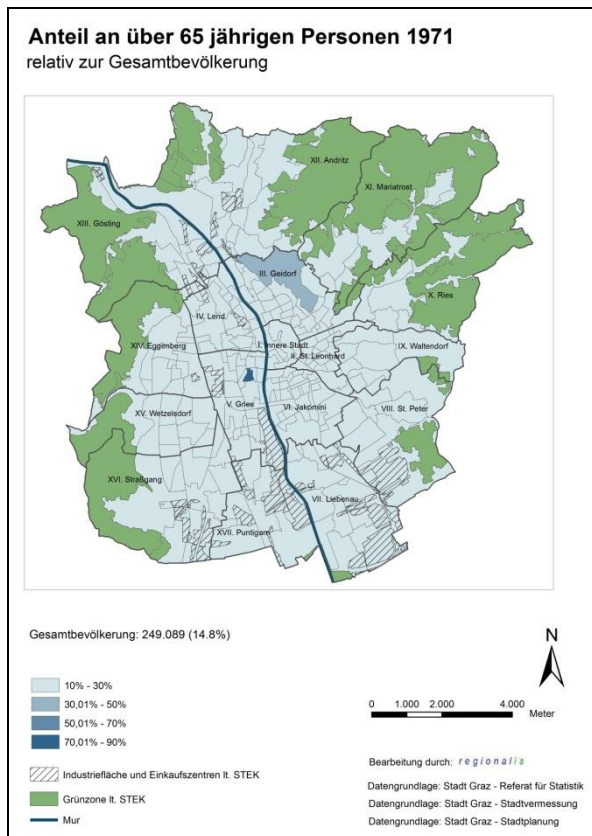 Anteil an über 65 jährigen Personen 1971
relativ zur Gesamtbevölkerung
XII. Andritz
XI. Mariatrost
XIII. Gösting
III. Geidorf
X. Ries
IV. Lend
I. Innere Stadt
XIV. Eggenberg
II. St. Leonhard
IX. Waltendorf
V. Gries
VI. Jakomini
VIII. St. Peter
XV. Wetzelsdorf
XVI. Straßgang
VII. Liebenau
XVII. Puntigam
Gesamtbevölkerung: 249.089 (14.8%)
N
10% - 30%
30,01% - 50%
50,01% - 70%
70,01% - 90%
0 1.000 2.000 4.000
Meter
Industriefläche und Einkaufszentren lt. STEK
Grünzone lt. STEK
Mur
Bearbeitung durch: regionalis
Datengrundlage: Stadt Graz - Referat für Statistik
Datengrundlage: Stadt Graz - Stadtvermessung
Datengrundlage: Stadt Graz - Stadtplanung